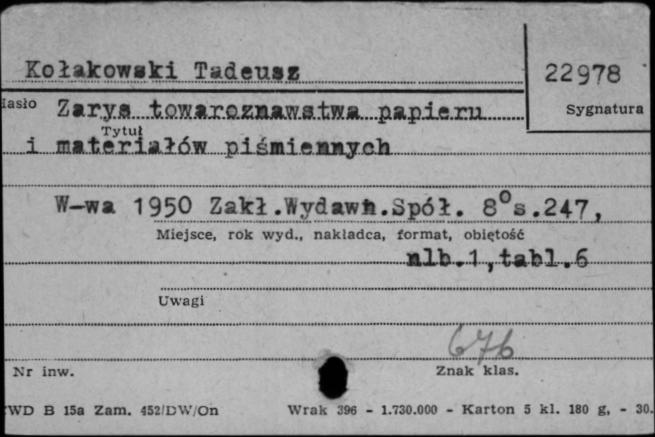 Kołakowski Tadeusz
22978
Hasło
Zarys towaroznawstwa papieru
Sygnatura
Tytuł
i materiałów piśmiennych
W-wa 1950 Zakł.Wydawn.Spół. 8°s.247,
Miejsce, rok wyd., nakładca, format, objętość
nlb.1,tabl.6
Uwagi
676
Nr inw.
Znak klas.
CWD B 15a Zam. 452/DW/On Wrak 396 - 1.730.000 - Karton 5 kl. 180 g, - 30.